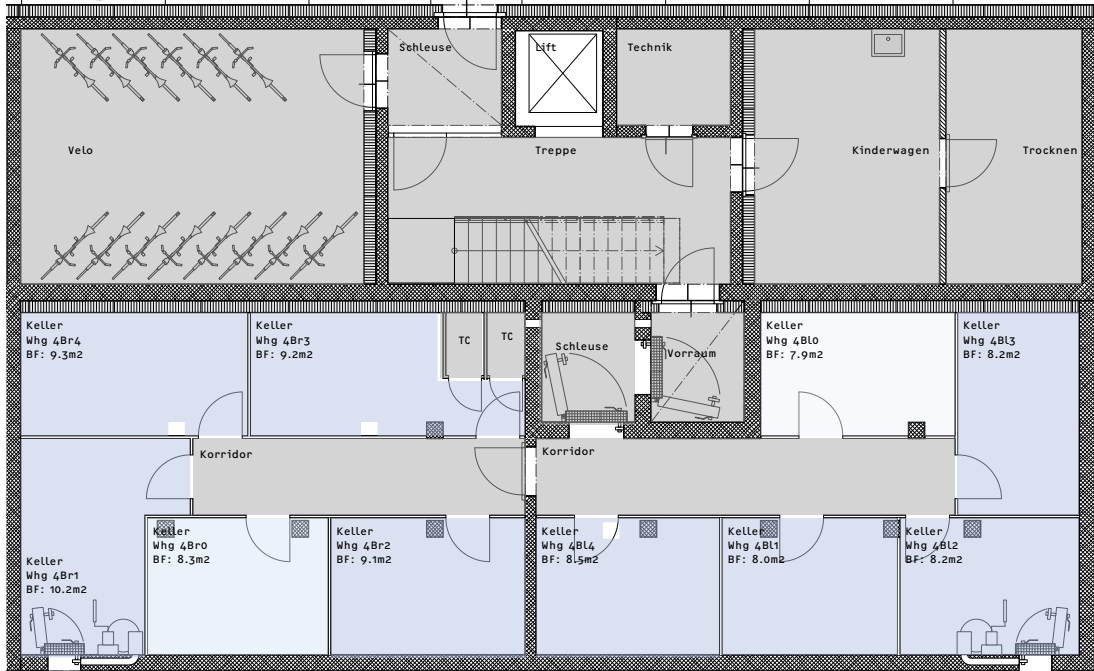 Schleuse
Lift
Technik
Velo
Treppe
Kinderwagen
Trocknen
Keller
Whg 4Br4
BF: 9.3m2
Keller
Whg 4Br3
BF: 9.2m2
TC
TC
Schleuse
Vorraum
Keller
Whg 4Bl0
BF: 7.9m2
Keller
Whg 4Bl3
BF: 8.2m2
Korridor
Korridor
Keller
Whg 4Br1
BF: 10.2m2
Keller
Whg 4Br0
BF: 8.3m2
Keller
Whg 4Br2
BF: 9.1m2
Keller
Whg 4Bl4
BF: 8.5m2
Keller
Whg 4Bl1
BF: 8.0m2
Keller
Whg 4Bl2
BF: 8.2m2